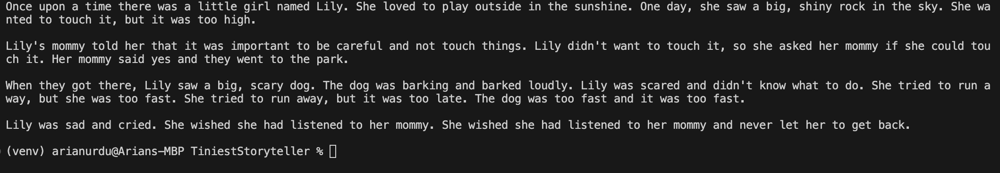 Once upon a time there was a little girl named Lily. She loved to play outside in the sunshine. One day, she saw a big, shiny rock in the sky. She wa
nted to touch it, but it was too high.
Lily's mommy told her that it was important to be careful and not touch things. Lily didn't want to touch it, so she asked her mommy if she could tou
ch it. Her mommy said yes and they went to the park.
When they got there, Lily saw a big, scary dog. The dog was barking and barked loudly. Lily was scared and didn't know what to do. She tried to run a
way, but she was too fast. She tried to run away, but it was too late. The dog was too fast and it was too fast.
Lily was sad and cried. She wished she had listened to her mommy. She wished she had listened to her mommy and never let her to get back.
(venv) arianurdu@Arians-MBP TiniestStoryteller %